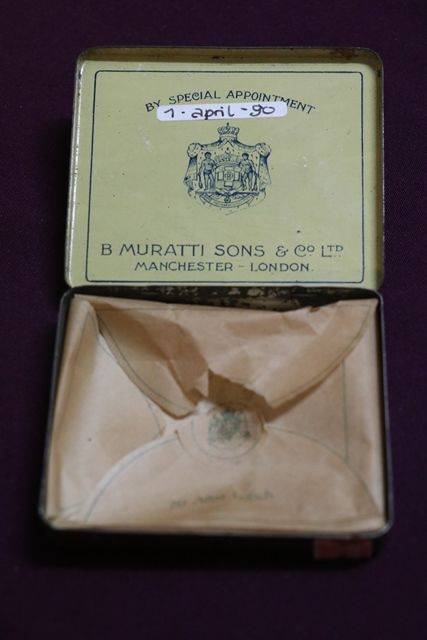 BY SPECIAL APPOINTMENT
1-april-90
B MURATTI SONS & Cº LTD
MANCHESTER - LONDON.